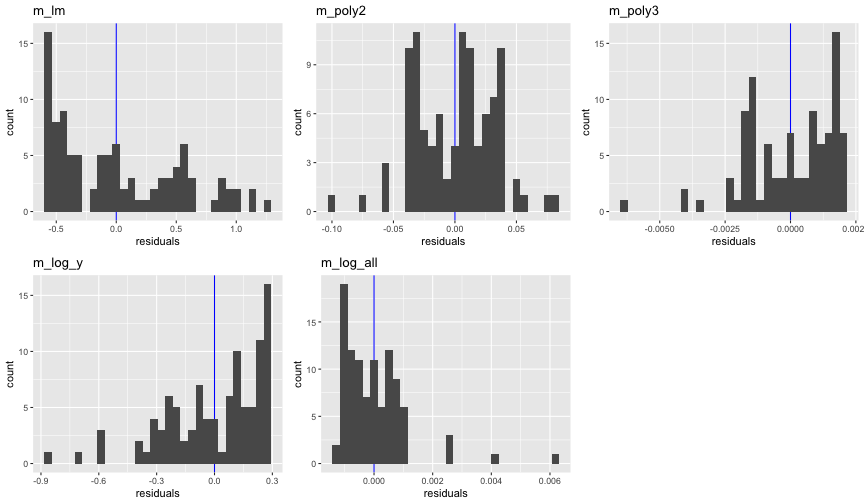 m_lm
count
15
10
5
0
-0.5
0.0
0.5
1.0
residuals
m_poly2
count
9
6
3
0
-0.10
-0.05
0.00
0.05
residuals
m_poly3
count
15
10
5
0
-0.0050
-0.0025
0.0000
0.002
residuals
m_log_y
count
15
10
5
0
-0.9
-0.6
-0.3
0.0
0.3
residuals
m_log_all
count
15
10
5
0
0.000
0.002
0.004
0.006
residuals